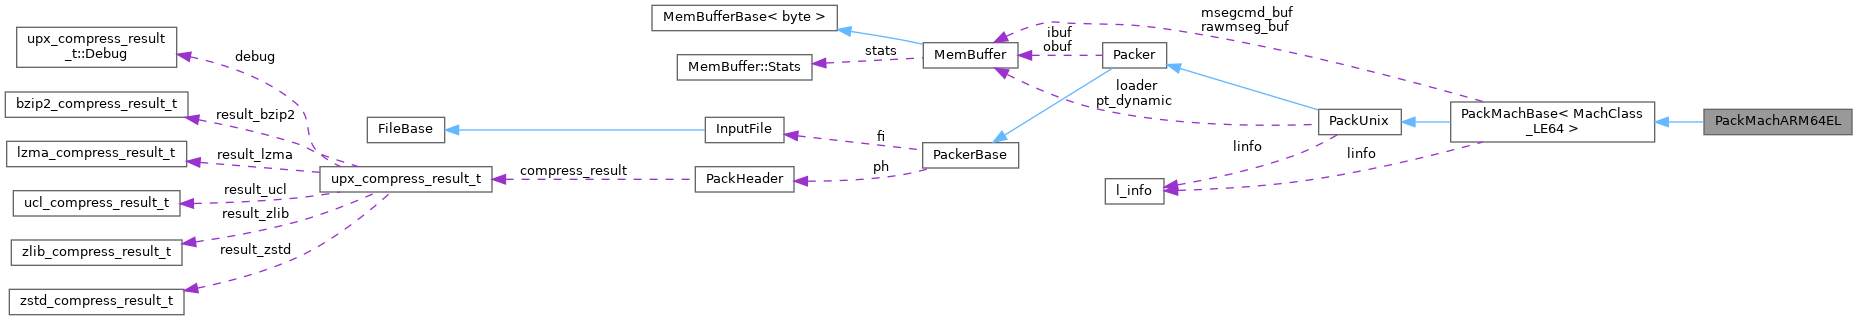 MemBufferBase< byte >
msegcmd_buf
rawmseg_buf
upx_compress_result
_t::Debug
debug
stats
MemBuffer::Stats
MemBuffer
ibuf
obuf
Packer
bzip2_compress_result_t
result_bzip2
loader
pt_dynamic
FileBase
InputFile
fi
PackUnix
PackMachBase< MachClass
_LE64 >
PackMachARM64EL
lzma_compress_result_t
result_lzma
PackerBase
linfo
linfo
upx_compress_result_t
compress_result
PackHeader
ph
l_info
ucl_compress_result_t
result_ucl
result_zlib
zlib_compress_result_t
result_zstd
zstd_compress_result_t